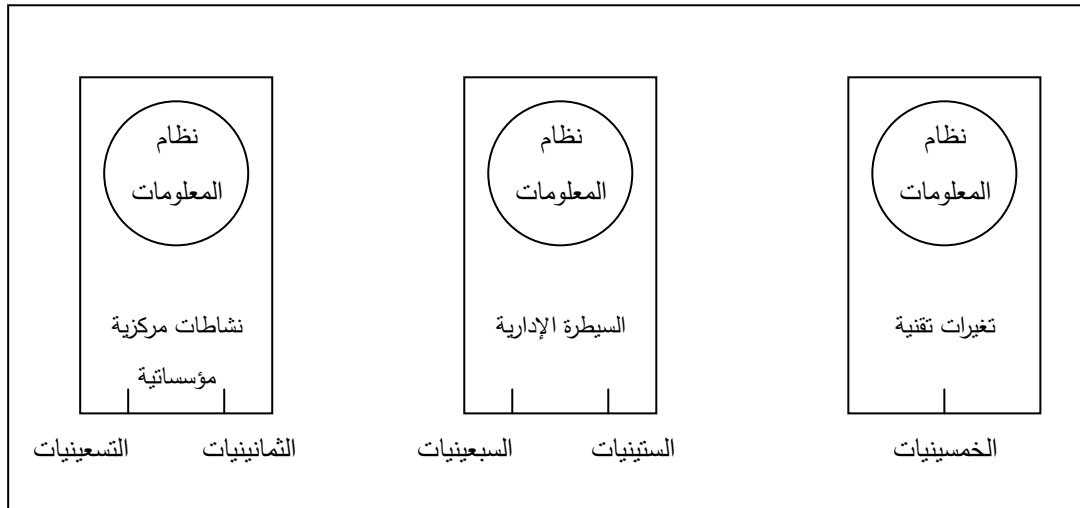 نظام
المعلومات
تغيرات تقنية
الخمسينيات
نظام
المعلومات
السيطرة الإدارية
الستينيات
السبعينيات
نظام
المعلومات
نشاطات مركزية
مؤسساتية
الثمانينيات
التسعينيات